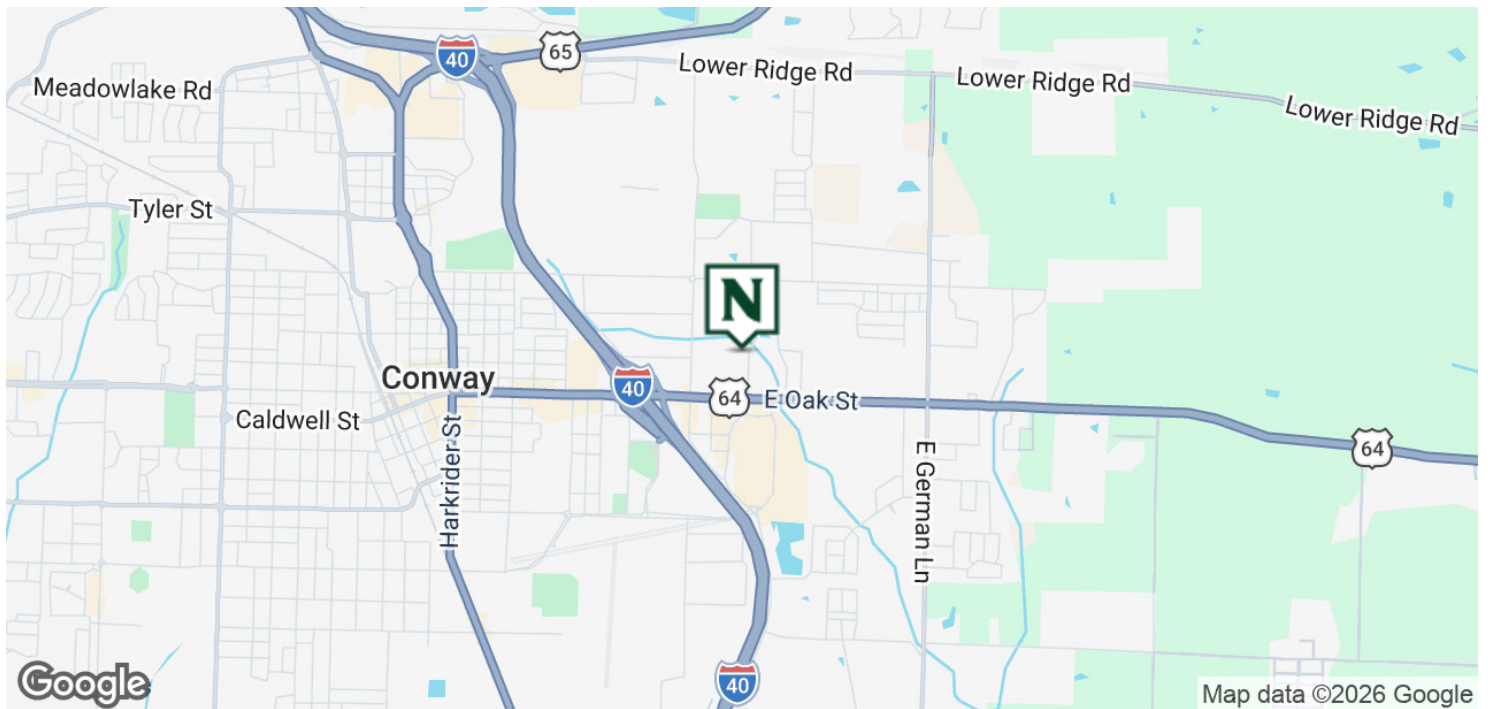 40
65
Lower Ridge Rd
Lower Ridge Rd
Lower Ridge Rd
Meadowlake Rd
Tyler St
N
Conway
40
64
E Oak St
Caldwell St
Harkrider St
E German Ln
64
40
Google
Map data ©2026 Google